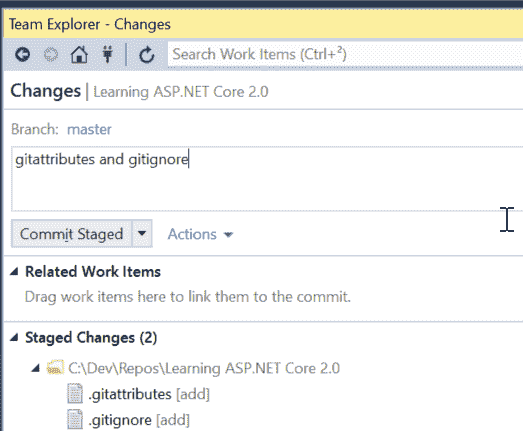 Team Explorer - Changes
Search Work Items (Ctrl+²)
Changes | Learning ASP.NET Core 2.0
Branch: master
gitattributes and gitignore
Commit Staged Actions
Related Work Items
Drag work items here to link them to the commit.
Staged Changes (2)
C:\Dev\Repos\Learning ASP.NET Core 2.0
.gitattributes [add]
.gitignore [add]